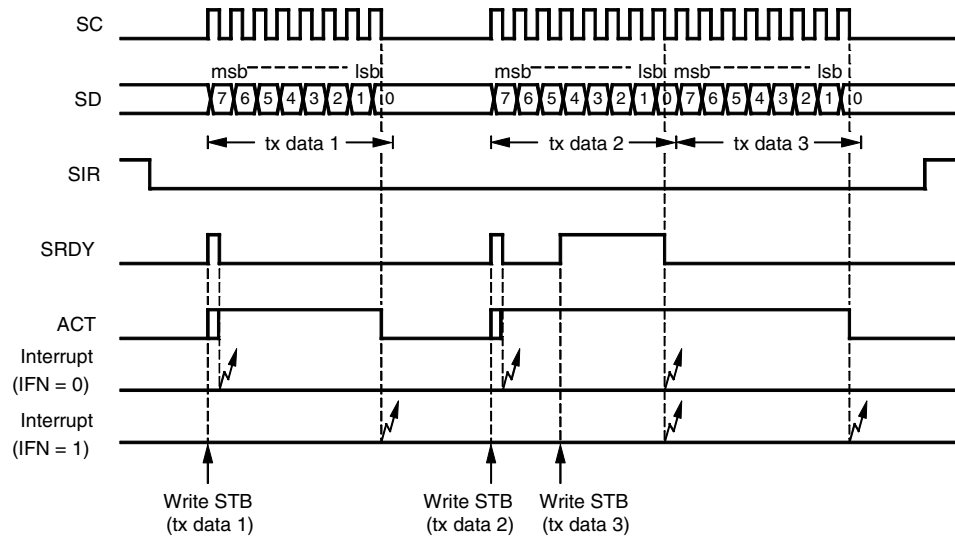 SC
msb lsb msb lsb msb lsb
SD 7 6 5 4 3 2 1 0 7 6 5 4 3 2 1 0 7 6 5 4 3 2 1 0
tx data 1 tx data 2 tx data 3
SIR
SRDY
ACT
Interrupt
(IFN = 0)
Interrupt
(IFN = 1)
Write STB
(tx data 1)
Write STB
(tx data 2)
Write STB
(tx data 3)